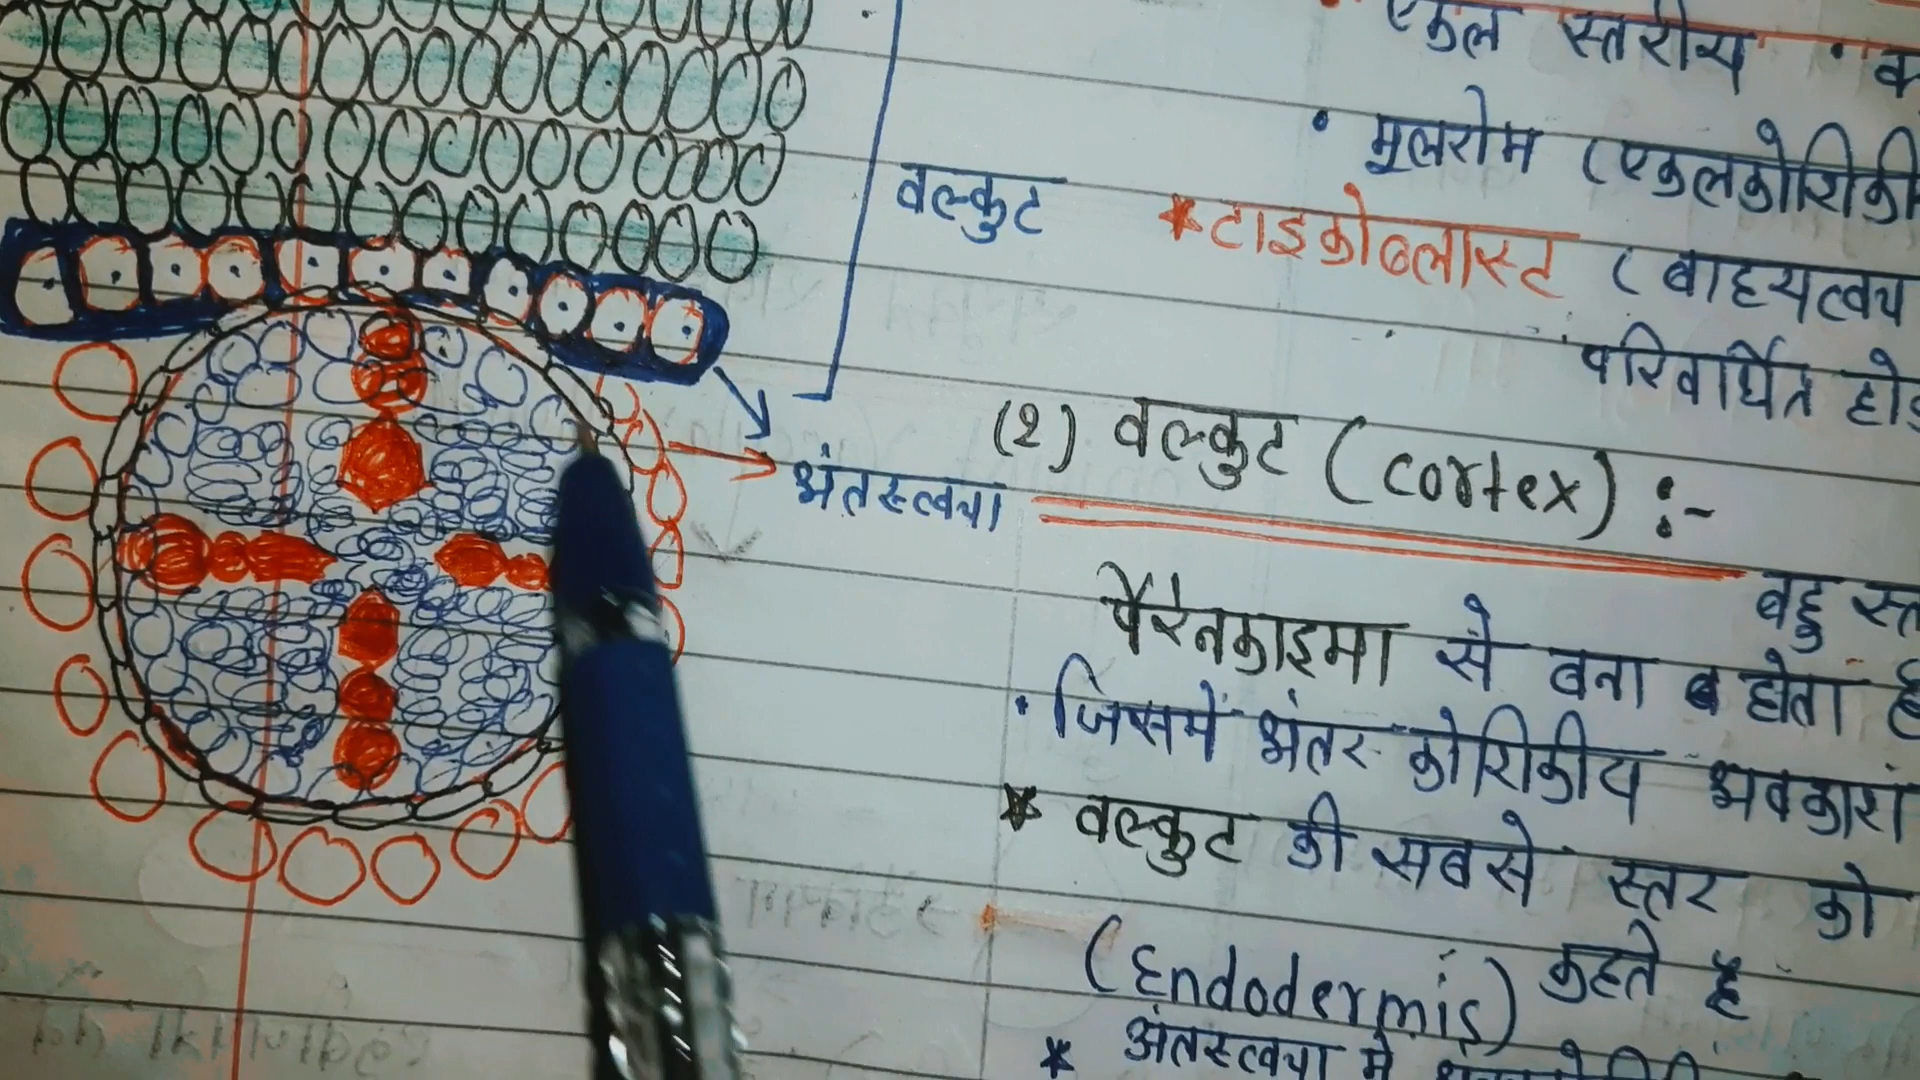 एकल स्तरीय
मूलरोम (एकलकोशिकी
वल्कुट
*टाइकोब्लास्ट (बाह्यत्वचा
परिवर्धित
(2) वल्कुट (cortex) :-
अंतस्त्वचा
बहु
पैरेनकाइमा से बना होता
• जिसमें अंतर कोशिकीय अवकाश
* वल्कुट की सबसे स्तर को
(Endodermis) कहते है
* अंतस्त्वचा मे